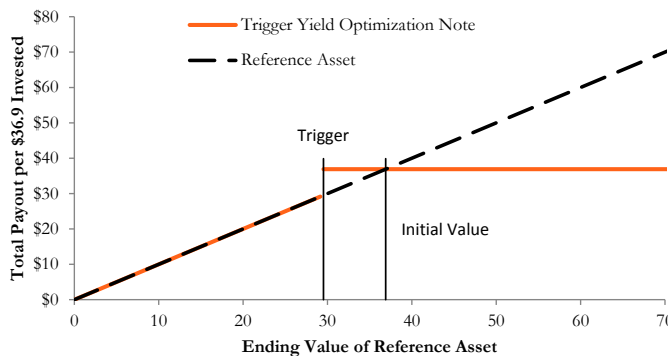 $80
$70
$60
$50
$40
$30
$20
$10
$0
Total Payout per $36.9 Invested
Trigger Yield Optimization Note
Reference Asset
Trigger
Initial Value
0 10 20 30 40 50 60 70
Ending Value of Reference Asset